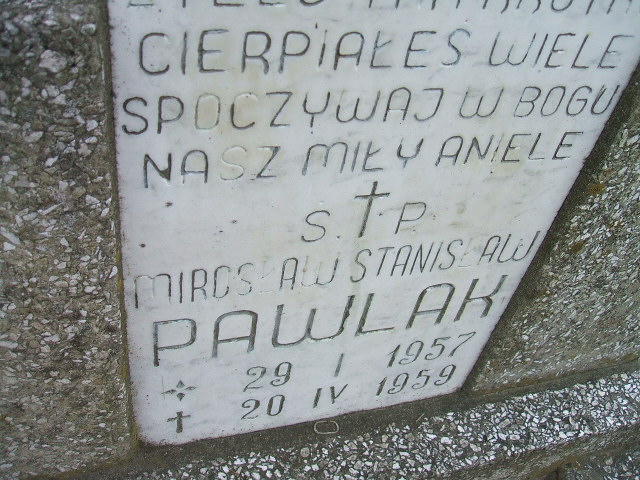 CIERPIAŁEŚ WIELE
SPOCZYWAJ W BOGU
NASZ MIŁY ANIELE
S. † P.
MIROSŁAW STANISŁAW
PAWLAK
29 I 1957
† 20 IV 1959